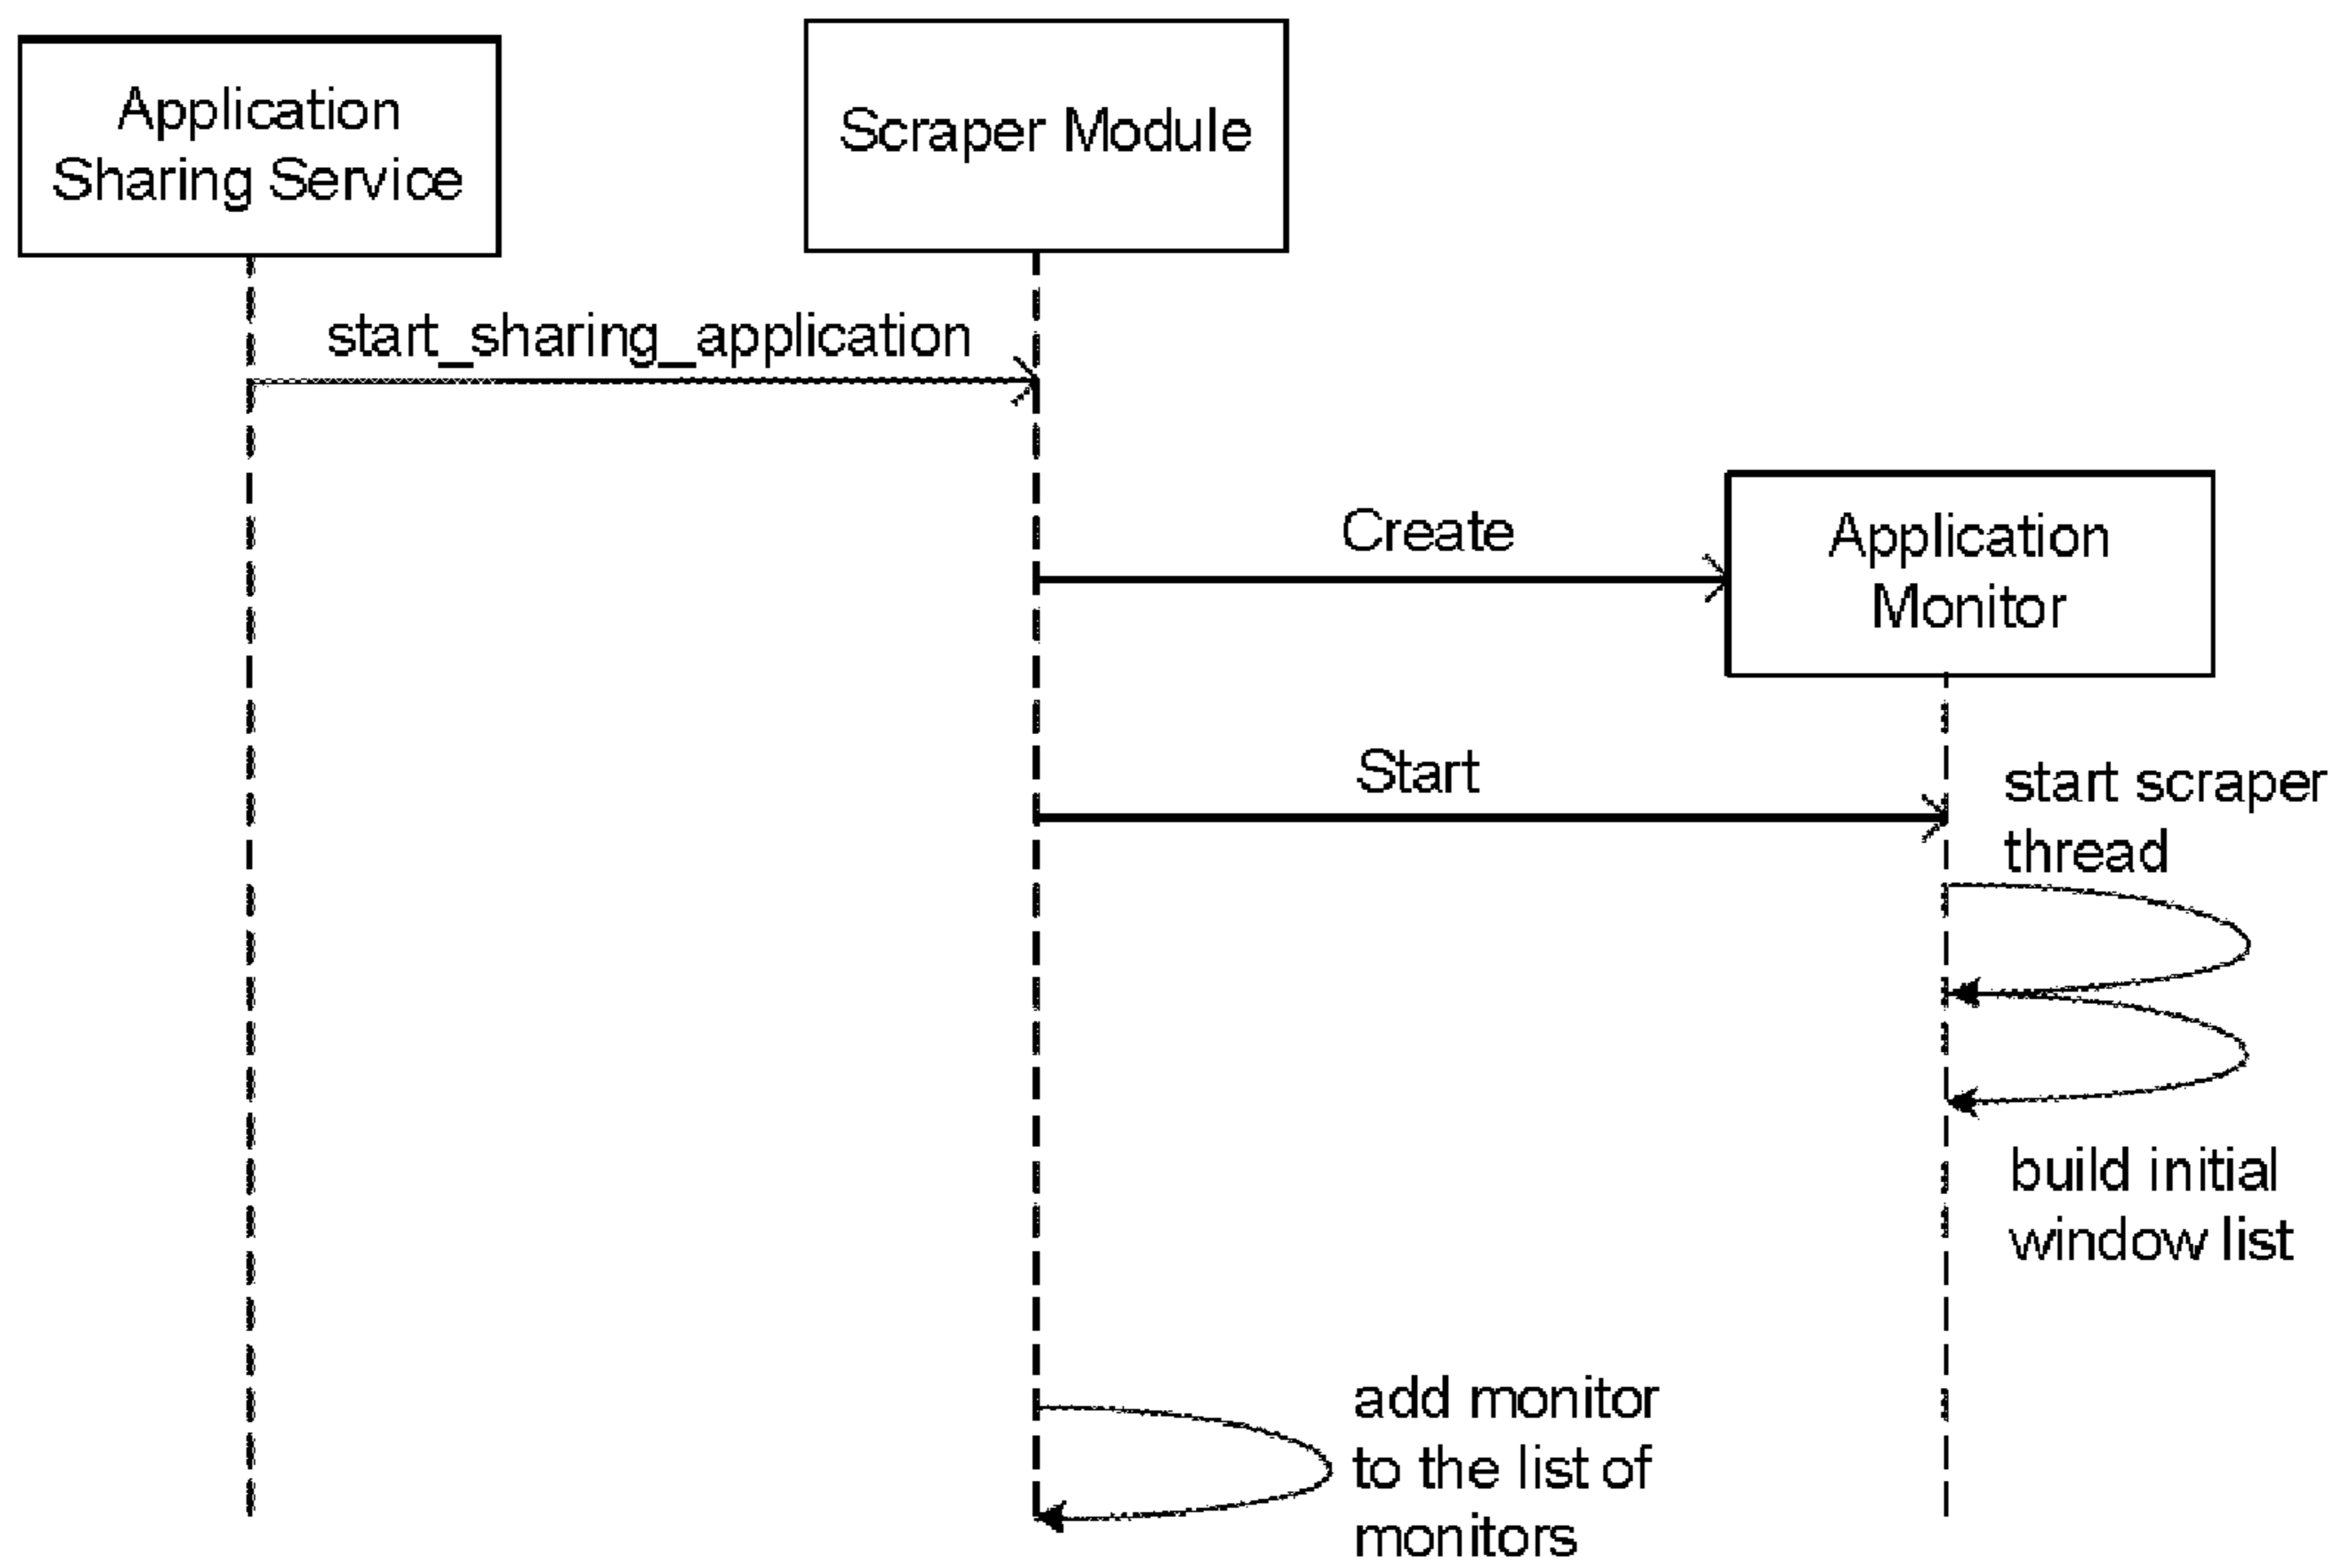 Application
Sharing Service
Scraper Module
start_sharing_application
Create
Application
Monitor
Start
start scraper
thread
build initial
window list
add monitor
to the list of
monitors